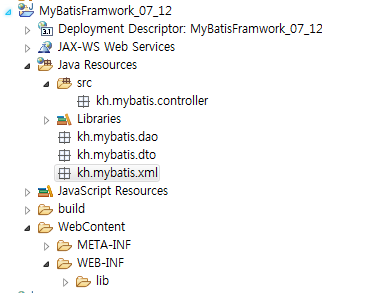 MyBatisFramwork_07_12
Deployment Descriptor: MyBatisFramwork_07_12
JAX-WS Web Services
Java Resources
src
kh.mybatis.controller
Libraries
kh.mybatis.dao
kh.mybatis.dto
kh.mybatis.xml
JavaScript Resources
build
WebContent
META-INF
WEB-INF
lib